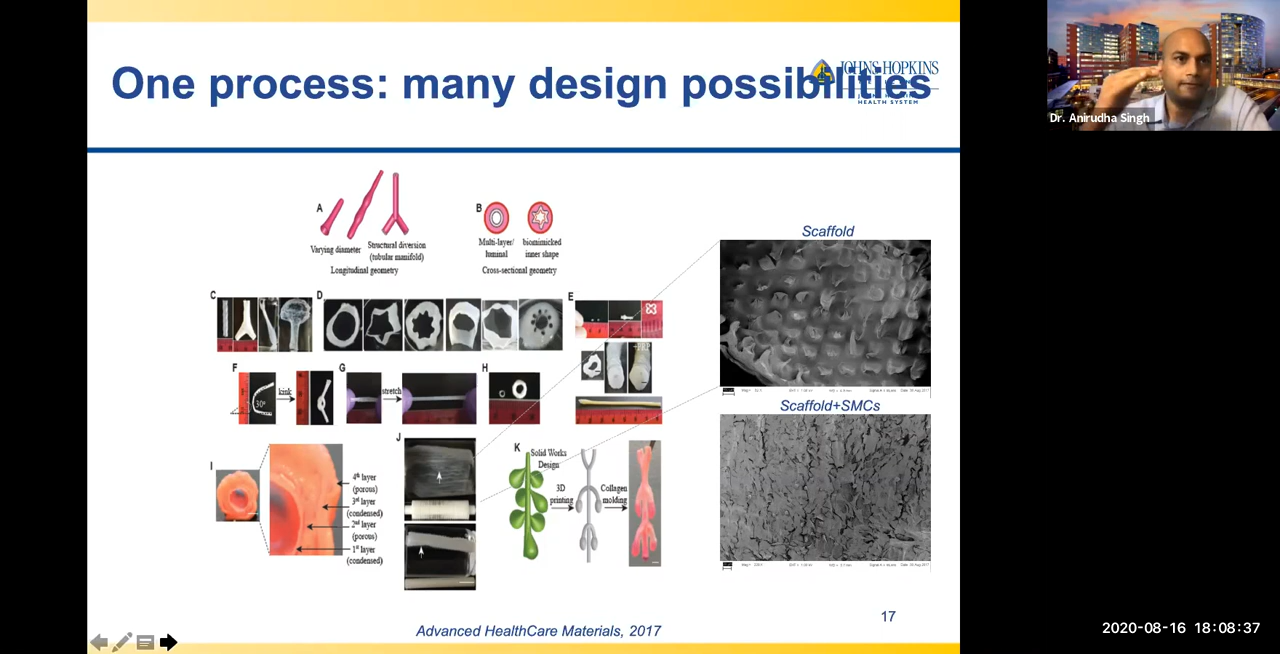 One process: many design possibilities
JOHNS HOPKINS
HEALTH SYSTEM
Dr. Anirudha Singh
A
Varying diameter
Structural diversion
(tubular manifold)
Longitudinal geometry
B
Multi-layer/
luminal
biomimicked
inner shape
Cross-sectional geometry
C
D
E
F
30°
kink
G
stretch
H
I
4th layer
(porous)
3rd layer
(condensed)
2nd layer
(porous)
1st layer
(condensed)
J
K
Solid Works
Design
3D
printing
Collagen
molding
Scaffold
Scaffold+SMCs
17
Advanced HealthCare Materials, 2017
2020-08-16 18:08:37